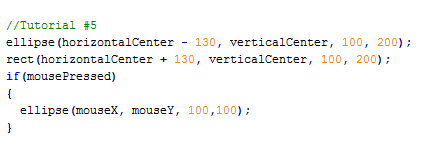 //Tutorial #5
ellipse(horizontalCenter - 130, verticalCenter, 100, 200);
rect(horizontalCenter + 130, verticalCenter, 100, 200);
if(mousePressed)
{
  ellipse(mouseX, mouseY, 100,100);
}